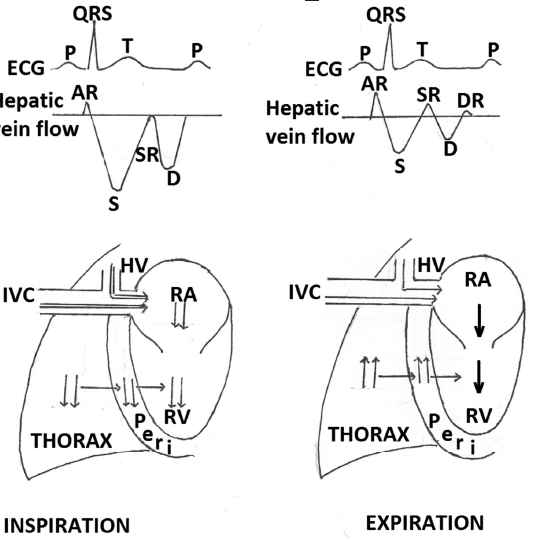 QRS
P
T
P
ECG
AR
Hepatic
vein flow
SR
D
S
HV
IVC
RA
RV
THORAX
Peri
INSPIRATION
QRS
P
T
P
ECG
AR
SR
DR
Hepatic
vein flow
S
D
HV
IVC
RA
RV
THORAX
Peri
EXPIRATION